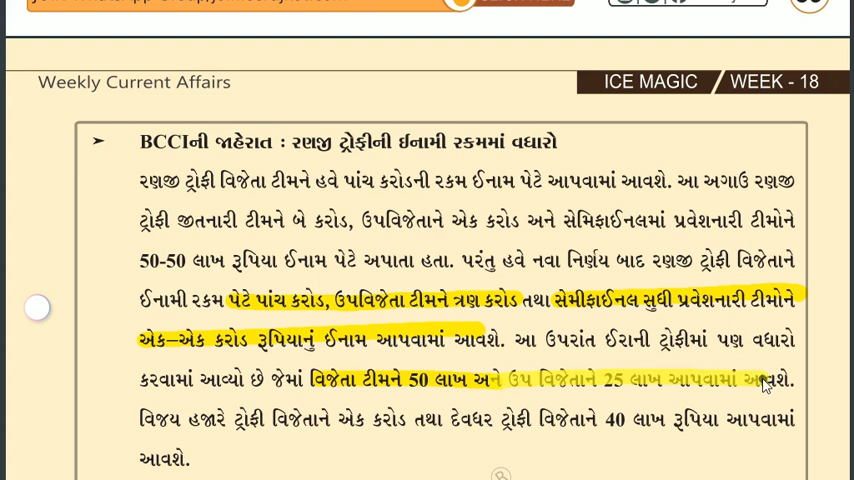 Weekly Current Affairs
ICE MAGIC / WEEK - 18
➤ BCCIની જાહેરાત : રણજી ટ્રોફીની ઈનામી રકમમાં વધારો
રણજી ટ્રોફી વિજેતા ટીમને હવે પાંચ કરોડની રકમ ઈનામ પેટે આપવામાં આવશે. આ અગાઉ રણજી
ટ્રોફી જીતનારી ટીમને બે કરોડ, ઉપવિજેતાને એક કરોડ અને સેમિફાઈનલમાં પ્રવેશનારી ટીમોને
50-50 લાખ રૂપિયા ઈનામ પેટે અપાતા હતા. પરંતુ હવે નવા નિર્ણય બાદ રણજી ટ્રોફી વિજેતાને
ઈનામી રકમ પેટે પાંચ કરોડ, ઉપવિજેતા ટીમને ત્રણ કરોડ તથા સેમીફાઈનલ સુધી પ્રવેશનારી ટીમોને
એક–એક કરોડ રૂપિયાનું ઈનામ આપવામાં આવશે. આ ઉપરાંત ઈરાની ટ્રોફીમાં પણ વધારો
કરવામાં આવ્યો છે જેમાં વિજેતા ટીમને 50 લાખ અને ઉપ વિજેતાને 25 લાખ આપવામાં આવશે.
વિજય હજારે ટ્રોફી વિજેતાને એક કરોડ તથા દેવધર ટ્રોફી વિજેતાને 40 લાખ રૂપિયા આપવામાં
આવશે.